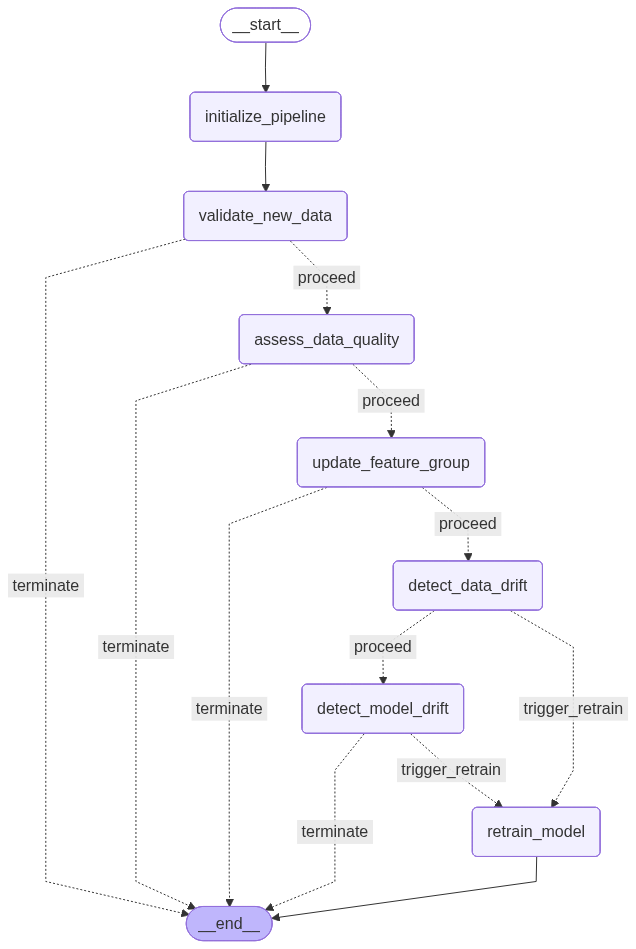 __start__
initialize_pipeline
validate_new_data
proceed
assess_data_quality
proceed
update_feature_group
proceed
detect_data_drift
terminate
terminate
proceed
terminate
detect_model_drift
trigger_retrain
trigger_retrain
terminate
retrain_model
__end__